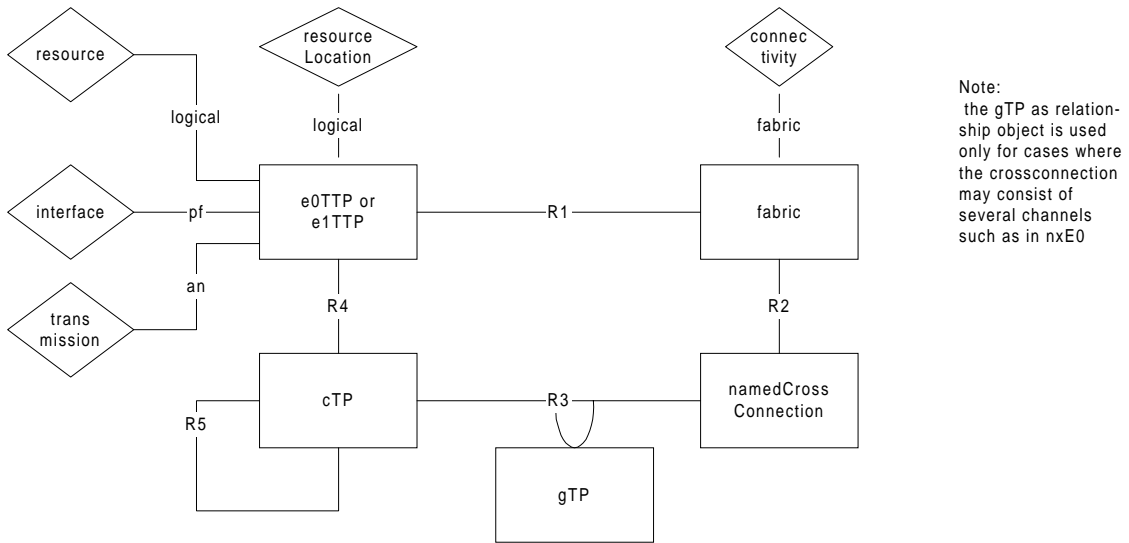 resource
resource
Location
connec
tivity
Note:
the gTP as relation-
ship object is used
only for cases where
the crossconnection
may consist of
several channels
such as in nxE0
logical
logical
fabric
interface
pf
e0TTP or
e1TTP
R1
fabric
an
trans
mission
R4
R2
cTP
R3
namedCross
Connection
R5
gTP